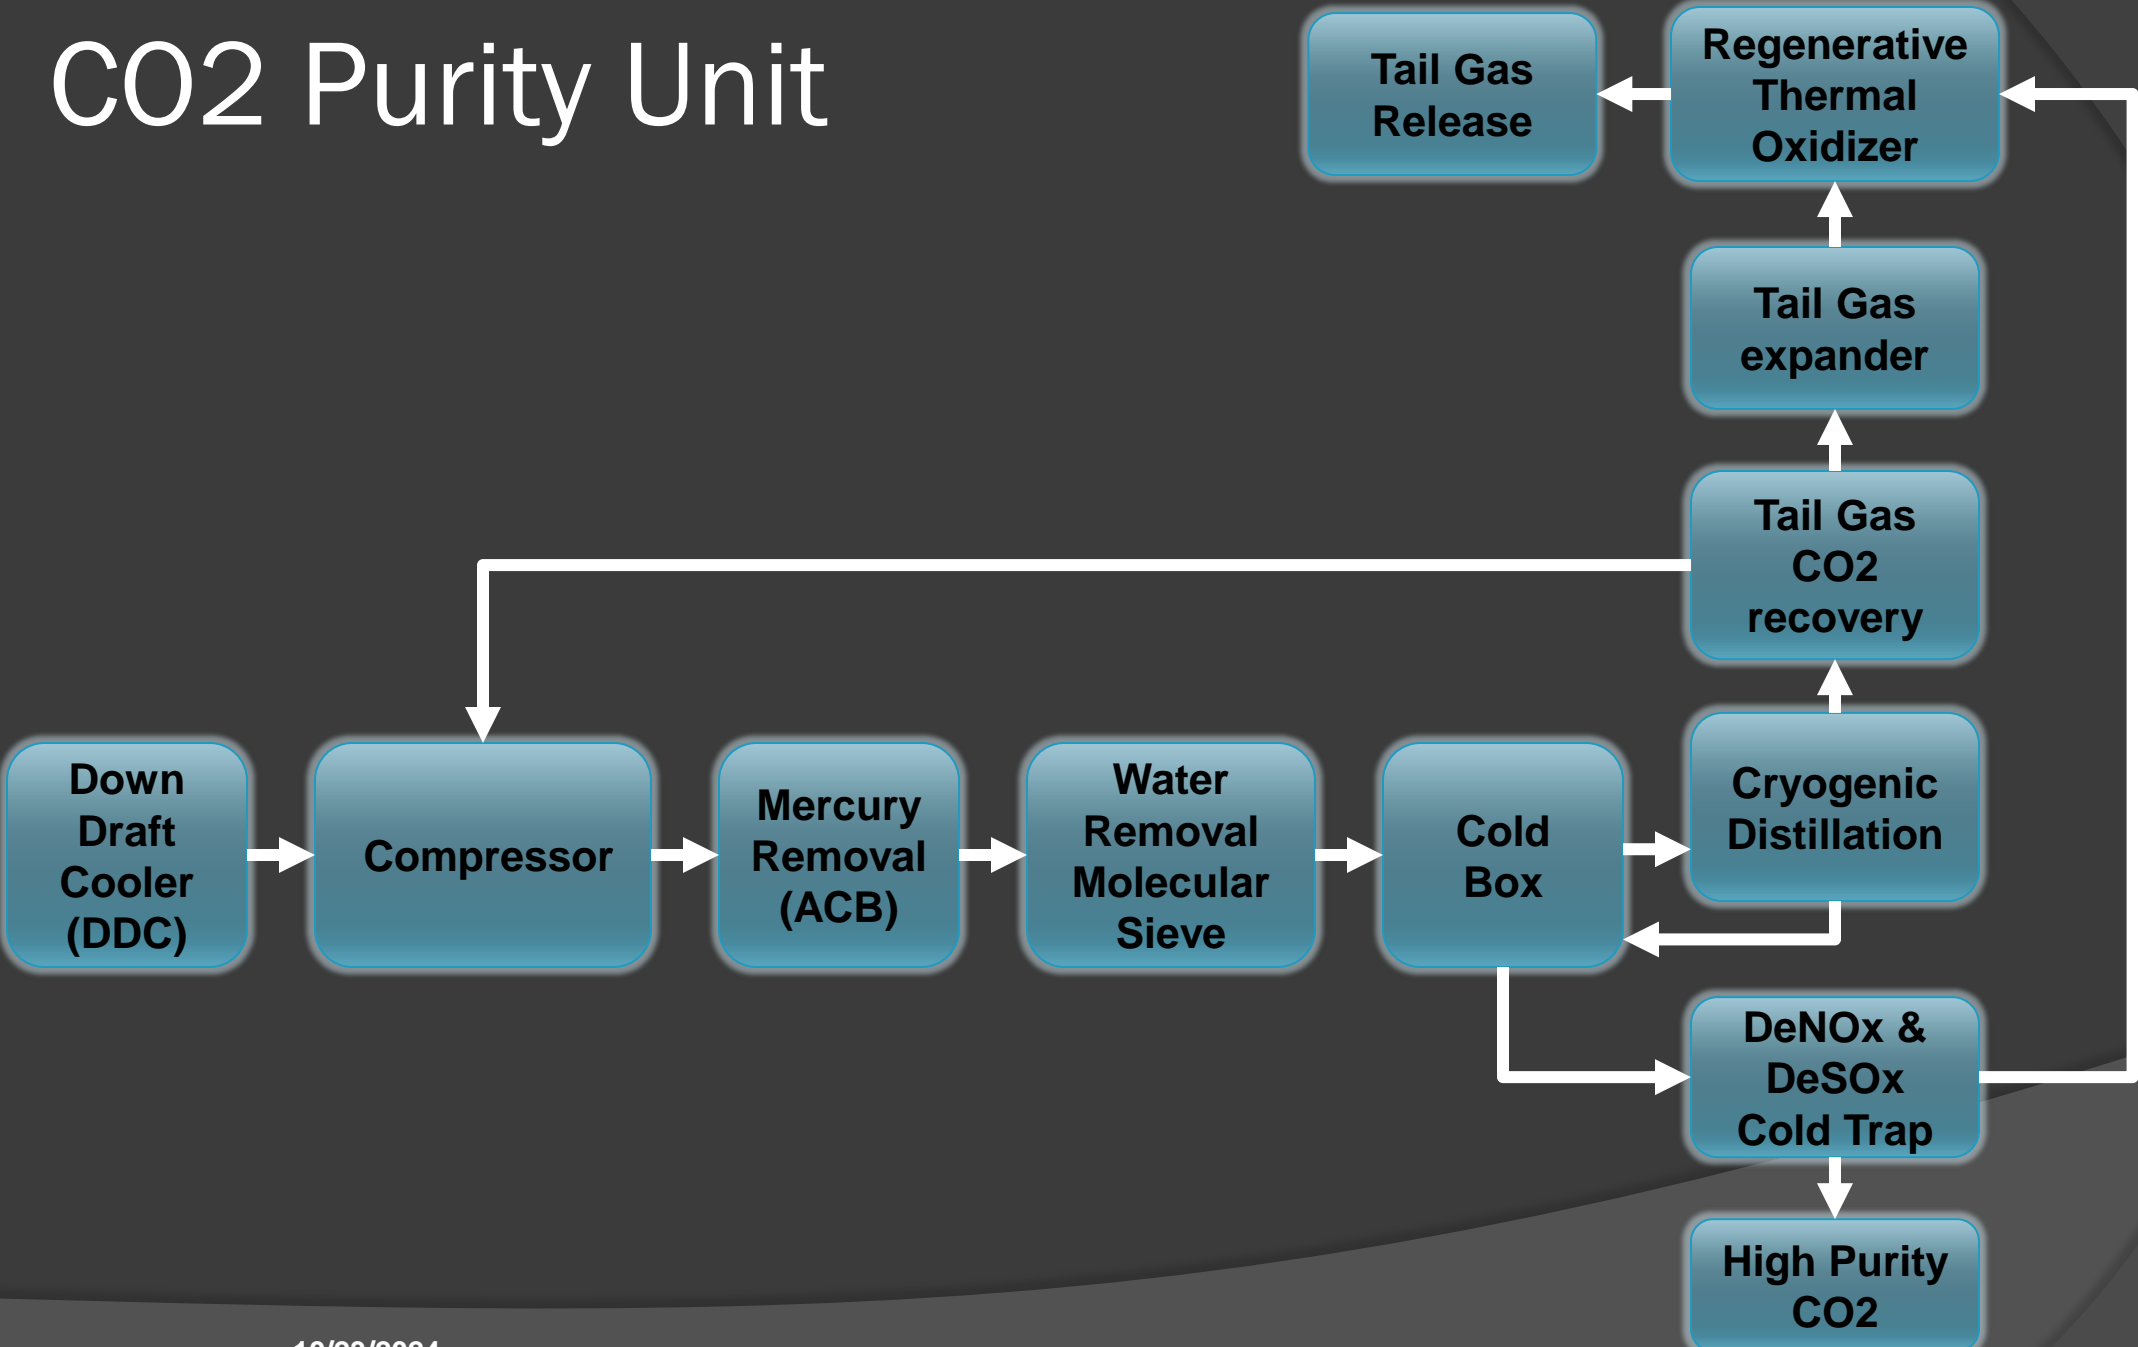 CO2 Purity Unit
Tail Gas
Release
Regenerative
Thermal
Oxidizer
Tail Gas
expander
Tail Gas
CO2
recovery
Down
Draft
Cooler
(DDC)
Compressor
Mercury
Removal
(ACB)
Water
Removal
Molecular
Sieve
Cold
Box
Cryogenic
Distillation
DeNOx &
DeSOx
Cold Trap
High Purity
CO2